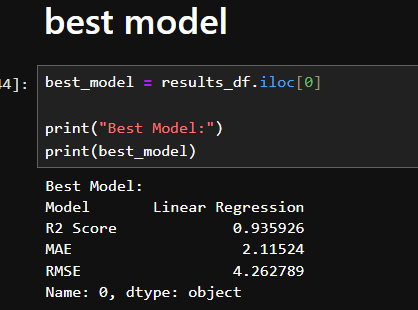 best model
4]:
best_model = results_df.iloc[0]
print("Best Model:")
print(best_model)
Best Model:
Model       Linear Regression
R2 Score             0.935926
MAE                   2.11524
RMSE                 4.262789
Name: 0, dtype: object